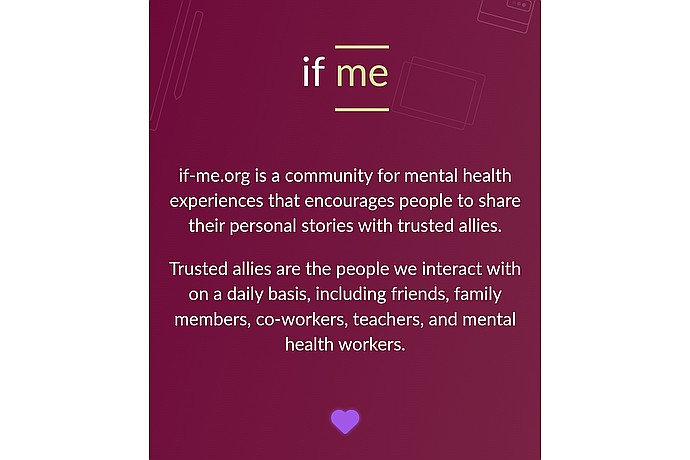 if me
if-me.org is a community for mental health
experiences that encourages people to share
their personal stories with trusted allies.
Trusted allies are the people we interact with
on a daily basis, including friends, family
members, co-workers, teachers, and mental
health workers.